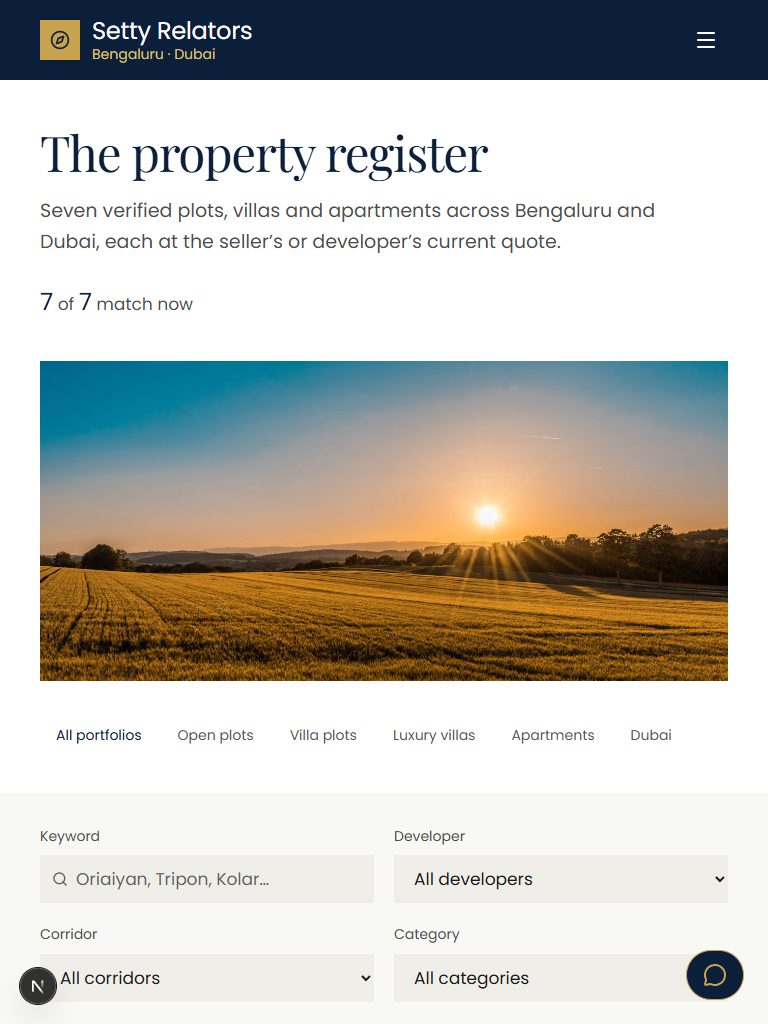 Setty Relators
Bengaluru · Dubai
The property register
Seven verified plots, villas and apartments across Bengaluru and
Dubai, each at the seller’s or developer’s current quote.
7 of 7 match now
All portfolios Open plots Villa plots Luxury villas Apartments Dubai
Keyword Developer
Oriaiyan, Tripon, Kolar... All developers
Corridor Category
N All corridors All categories